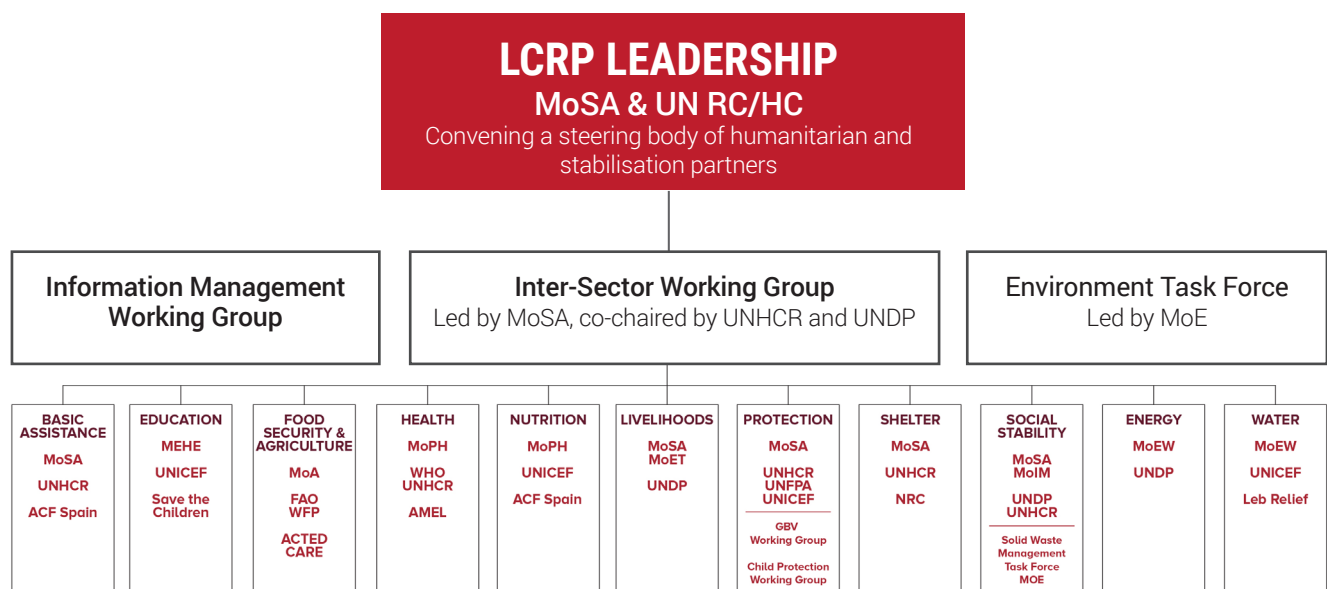 LCRP LEADERSHIP
MoSA & UN RC/HC
Convening a steering body of humanitarian and
stabilisation partners
Information Management
Working Group
Inter-Sector Working Group
Led by MoSA, co-chaired by UNHCR and UNDP
Environment Task Force
Led by MoE
BASIC
ASSISTANCE
MoSA
UNHCR
ACF Spain
EDUCATION
MEHE
UNICEF
Save the
Children
FOOD
SECURITY &
AGRICULTURE
MoA
FAO
WFP
ACTED
CARE
HEALTH
MoPH
WHO
UNHCR
AMEL
NUTRITION
MoPH
UNICEF
ACF Spain
LIVELIHOODS
MoSA
MoET
UNDP
PROTECTION
MoSA
UNHCR
UNFPA
UNICEF
GBV
Working Group
Child Protection
Working Group
SHELTER
MoSA
UNHCR
NRC
SOCIAL
STABILITY
MoSA
MoIM
UNDP
UNHCR
Solid Waste
Management
Task Force
MOE
ENERGY
MoEW
UNDP
WATER
MoEW
UNICEF
Leb Relief